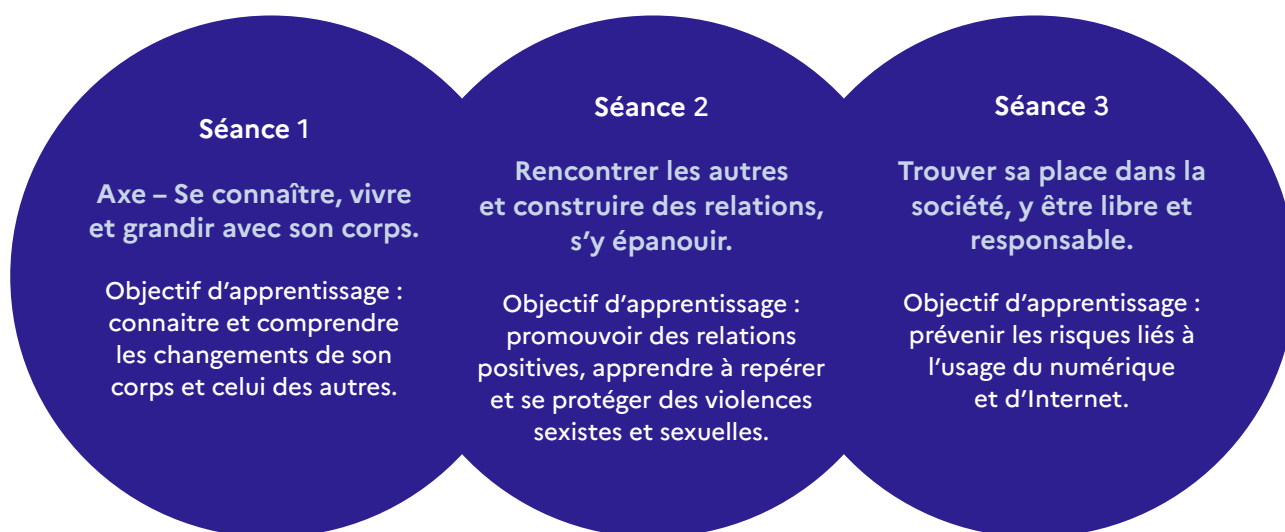 Séance 1
Axe – Se connaître, vivre
et grandir avec son corps.
Objectif d’apprentissage :
connaitre et comprendre
les changements de son
corps et celui des autres.
Séance 2
Rencontrer les autres
et construire des relations,
s’y épanouir.
Objectif d’apprentissage :
promouvoir des relations
positives, apprendre à repérer
et se protéger des violences
sexistes et sexuelles.
Séance 3
Trouver sa place dans la
société, y être libre et
responsable.
Objectif d’apprentissage :
prévenir les risques liés à
l’usage du numérique
et d’Internet.